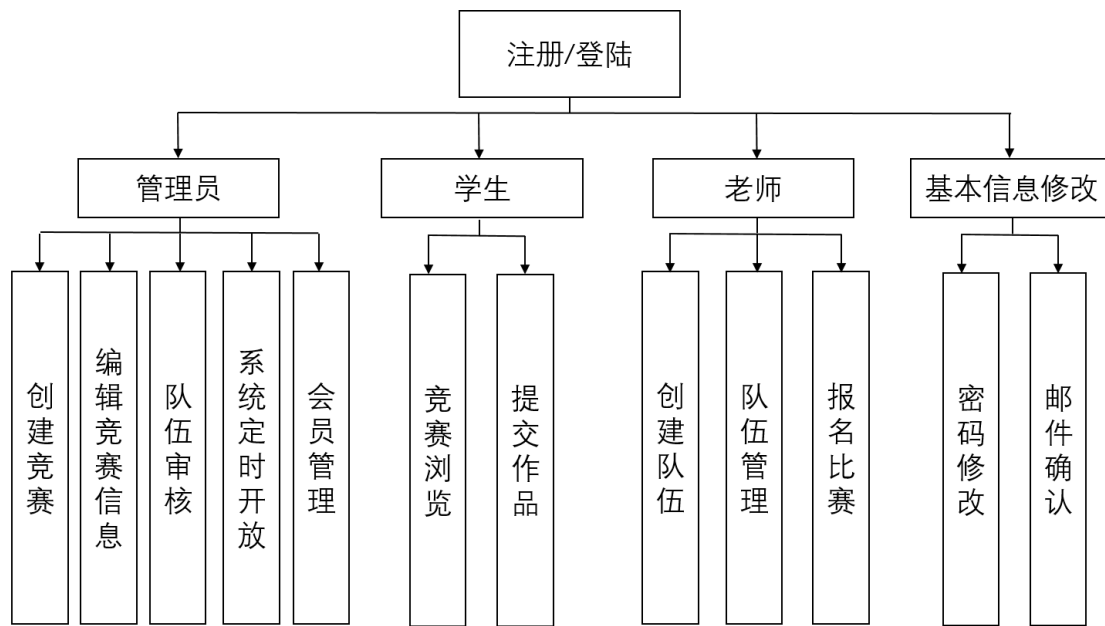 注册/登陆
管理员
学生
老师
基本信息修改
创建竞赛
编辑竞赛信息
队伍审核
系统定时开放
会员管理
竞赛浏览
提交作品
创建队伍
队伍管理
报名比赛
密码修改
邮件确认